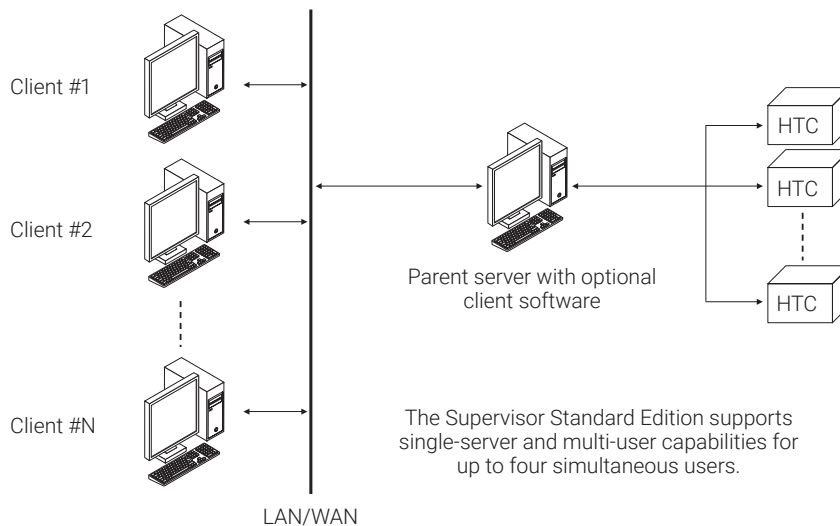 Client #1
HTC
HTC
Client #2
Parent server with optional
client software
HTC
Client #N
The Supervisor Standard Edition supports
single-server and multi-user capabilities for
up to four simultaneous users.
LAN/WAN